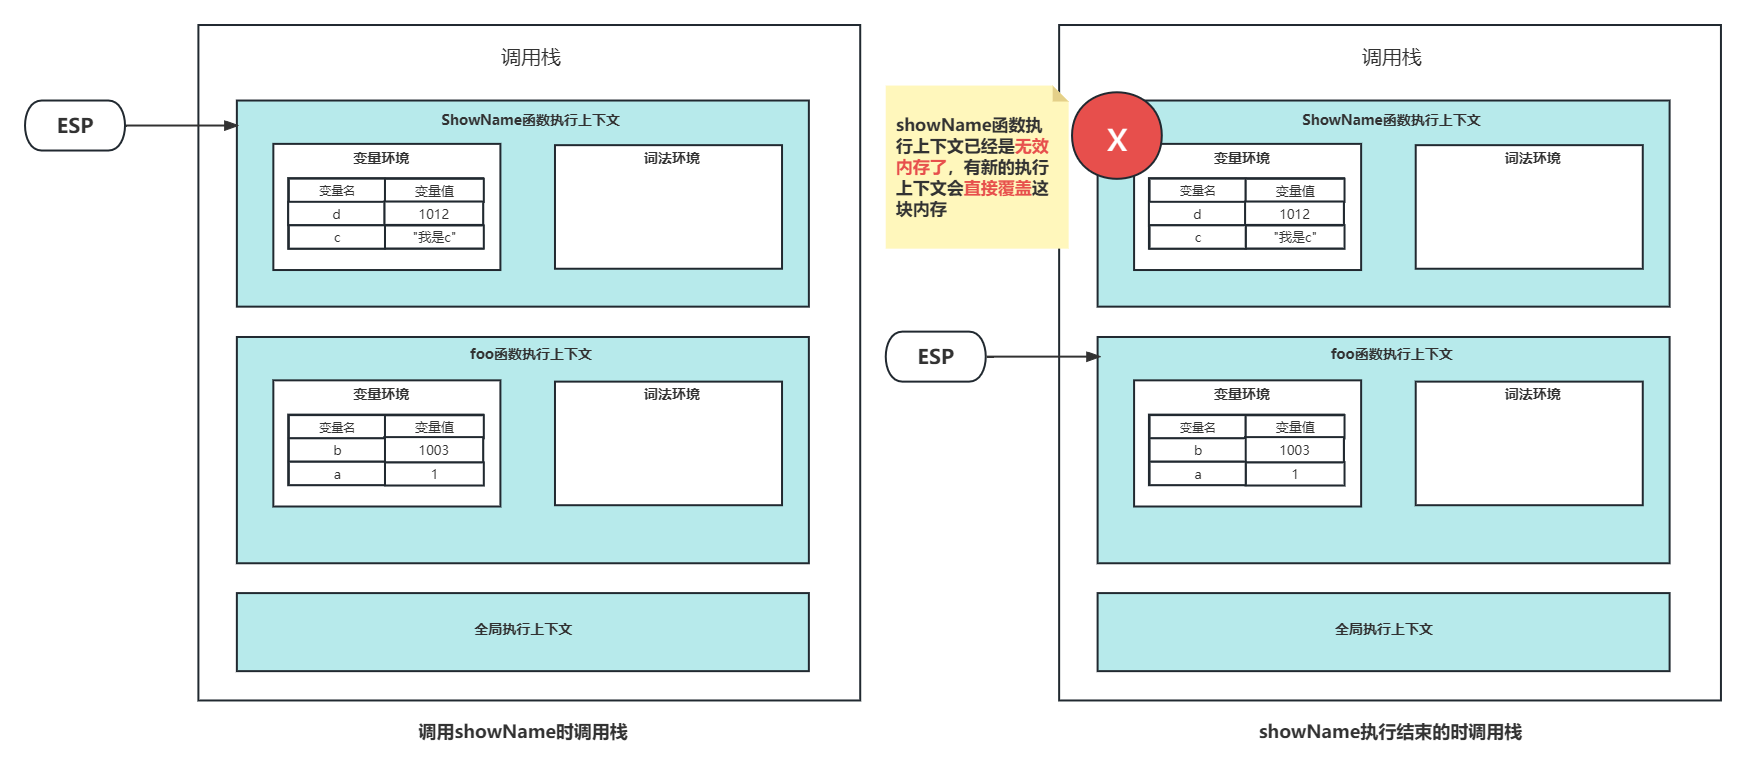 调用栈
ESP
ShowName函数执行上下文
变量环境
词法环境
变量名 变量值
d 1012
c "我是c"
foo函数执行上下文
变量环境
词法环境
变量名 变量值
b 1003
a 1
全局执行上下文
调用showName时调用栈
调用栈
showName函数执
行上下文已经是无效
内存了，有新的执行
上下文会直接覆盖这
块内存
X
ShowName函数执行上下文
变量环境
词法环境
变量名 变量值
d 1012
c "我是c"
ESP
foo函数执行上下文
变量环境
词法环境
变量名 变量值
b 1003
a 1
全局执行上下文
showName执行结束的时调用栈